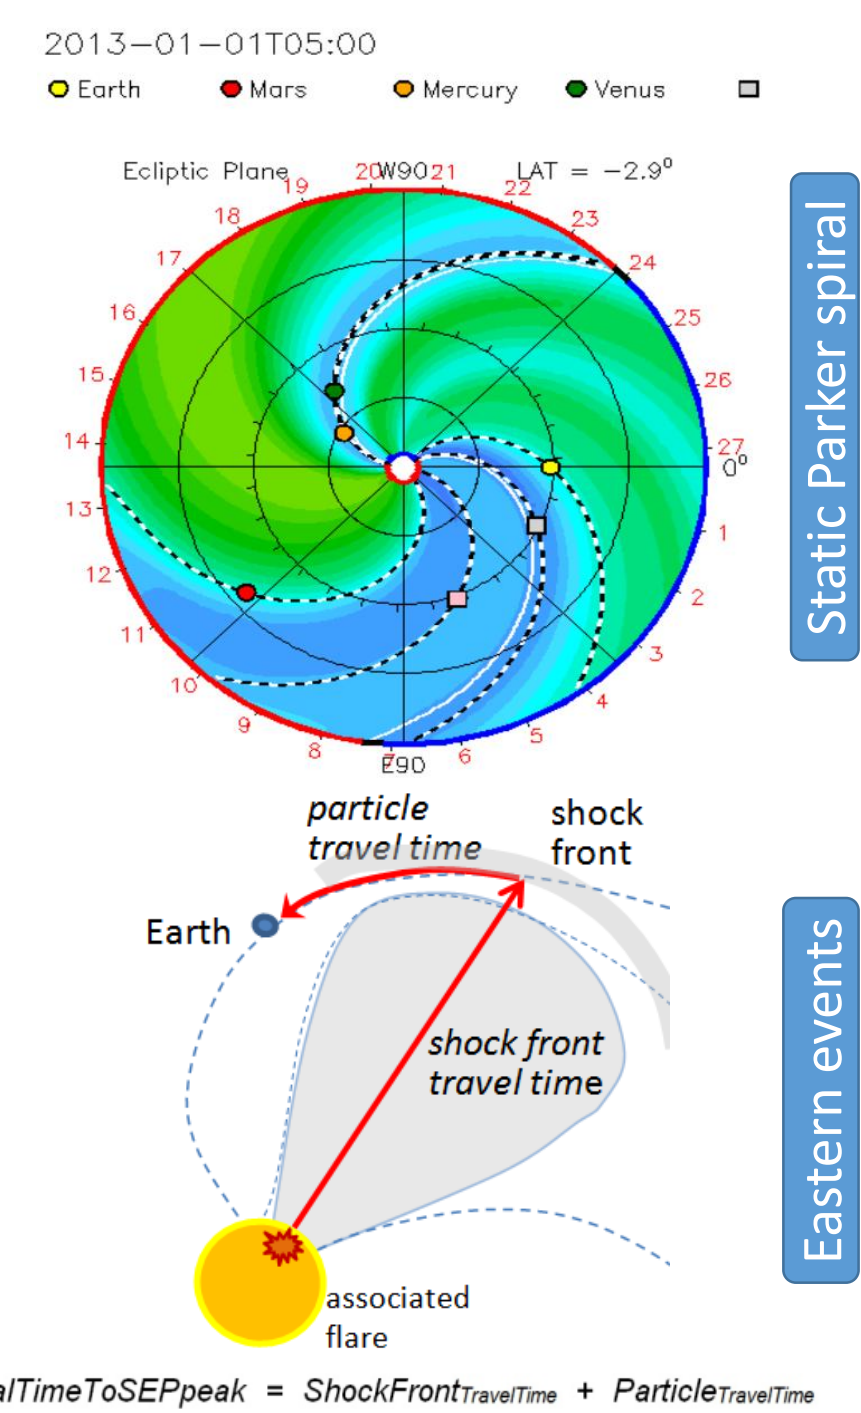 2013-01-01T05:00
Earth Mars Mercury Venus
Ecliptic Plane W90 LAT = -2.9°
20 21
19 22
18 23
17 24
16 25
15 26
14 27
0°
13 1
12 2
11 3
10 4
9 5
8 7 6
E90
Static Parker spiral
particle
travel time
shock
front
Earth
shock front
travel time
associated
flare
Eastern events
alTimeToSEPpeak = ShockFrontTravelTime + ParticleTravelTime